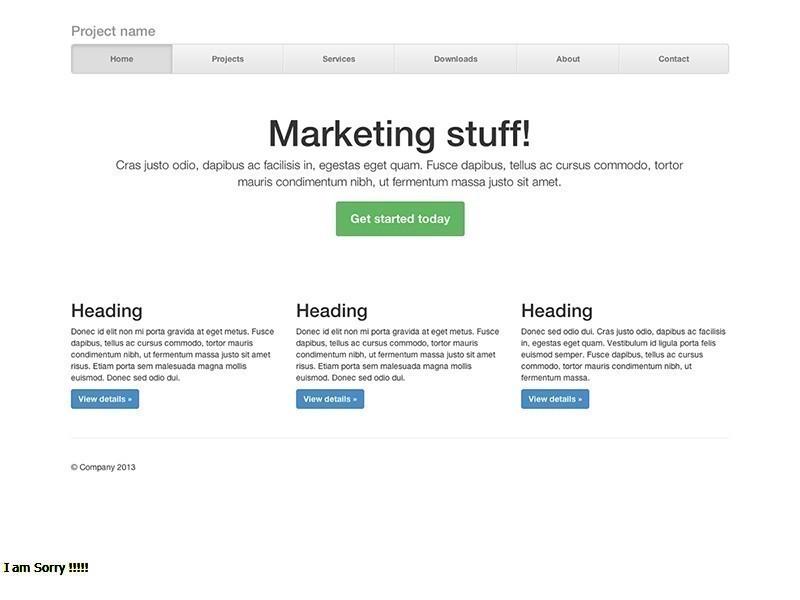 Project name
Home Projects Services Downloads About Contact
Marketing stuff!
Cras justo odio, dapibus ac facilisis in, egestas eget quam. Fusce dapibus, tellus ac cursus commodo, tortor
mauris condimentum nibh, ut fermentum massa justo sit amet.
Get started today
Heading
Donec id elit non mi porta gravida at eget metus. Fusce
dapibus, tellus ac cursus commodo, tortor mauris
condimentum nibh, ut fermentum massa justo sit amet
risus. Etiam porta sem malesuada magna mollis
euismod. Donec sed odio dui.
View details »
Heading
Donec id elit non mi porta gravida at eget metus. Fusce
dapibus, tellus ac cursus commodo, tortor mauris
condimentum nibh, ut fermentum massa justo sit amet
risus. Etiam porta sem malesuada magna mollis
euismod. Donec sed odio dui.
View details »
Heading
Donec sed odio dui. Cras justo odio, dapibus ac facilisis
in, egestas eget quam. Vestibulum id ligula porta felis
euismod semper. Fusce dapibus, tellus ac cursus
commodo, tortor mauris condimentum nibh, ut
fermentum massa.
View details »
© Company 2013
I am Sorry !!!!!